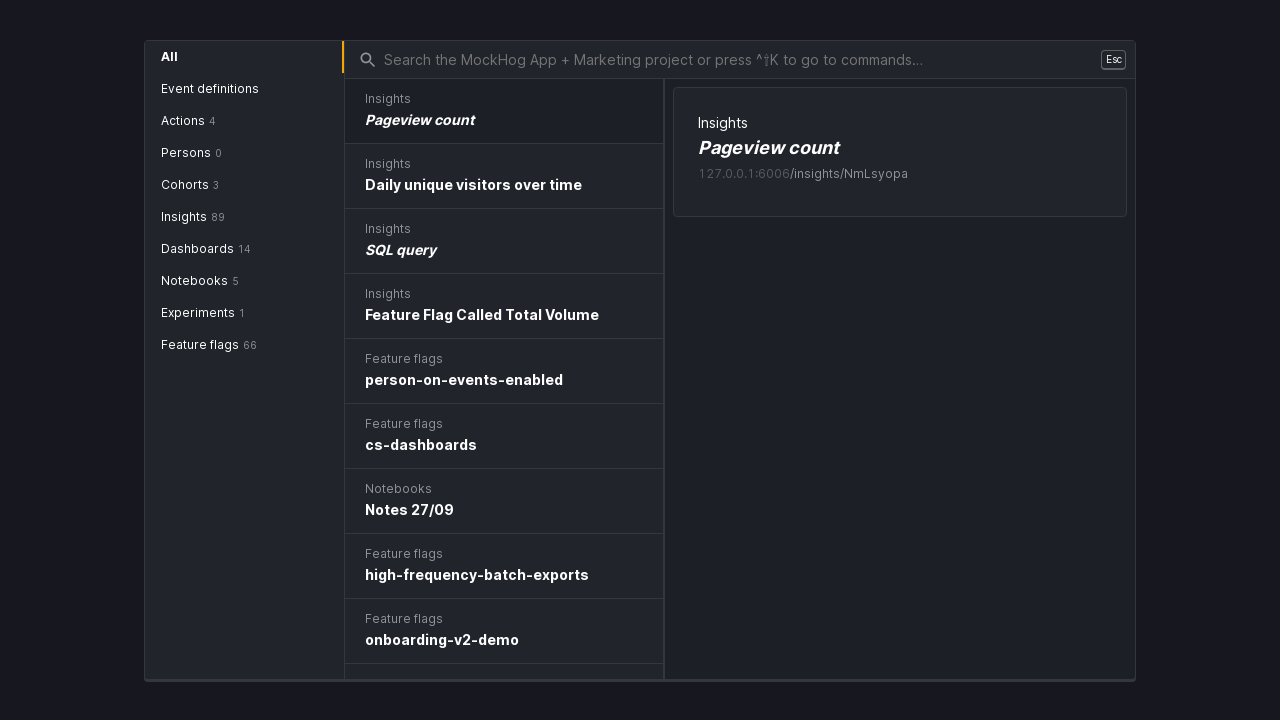 All
Event definitions
Actions 4
Persons 0
Cohorts 3
Insights 89
Dashboards 14
Notebooks 5
Experiments 1
Feature flags 66
Search the MockHog App + Marketing project or press ^⇧K to go to commands...
Esc
Insights
Pageview count
Insights
Daily unique visitors over time
Insights
SQL query
Insights
Feature Flag Called Total Volume
Feature flags
person-on-events-enabled
Feature flags
cs-dashboards
Notebooks
Notes 27/09
Feature flags
high-frequency-batch-exports
Feature flags
onboarding-v2-demo
Insights
Pageview count
127.0.0.1:6006/insights/NmLsyopa